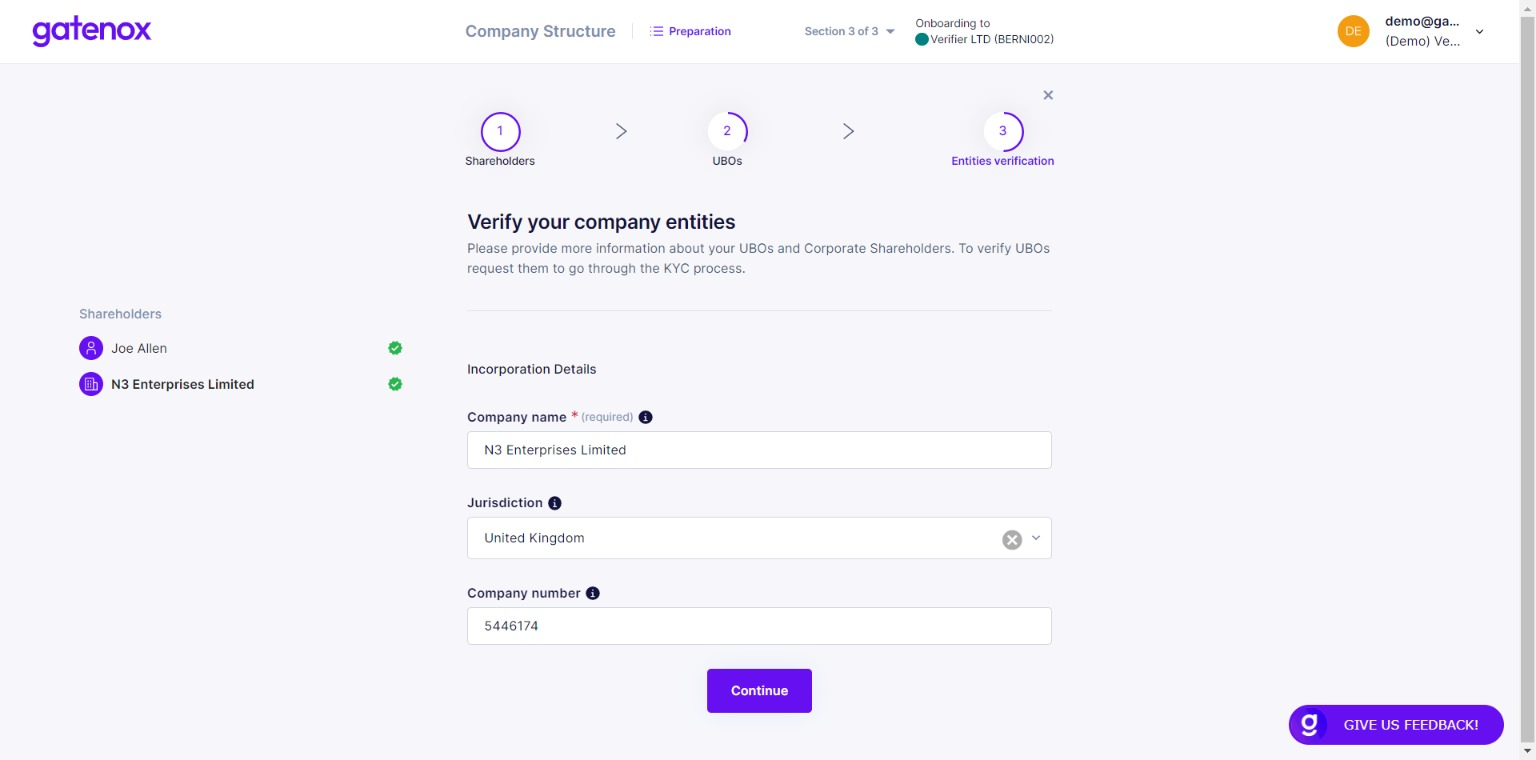 gatenox
Company Structure
Preparation
Section 3 of 3
Onboarding to
Verifier LTD (BERNI002)
DE
demo@ga...
(Demo) Ve...
1
Shareholders
2
UBOs
3
Entities verification
Verify your company entities
Please provide more information about your UBOs and Corporate Shareholders. To verify UBOs
request them to go through the KYC process.
Shareholders
Joe Allen
N3 Enterprises Limited
Incorporation Details
Company name * (required)
N3 Enterprises Limited
Jurisdiction
United Kingdom
Company number
5446174
Continue
g GIVE US FEEDBACK!